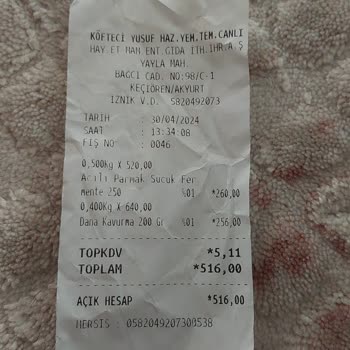 KÖFTECİ YUSUF HAZ.YEM.TEM.CANLI
HAY.ET MAM ENT.GIDA İTH.İHR.A.Ş
YAYLA MAH.
BAĞCI CAD. NO:98/C-1
KEÇİÖREN/AKYURT
İZNİK V.D. 5820492073
TARİH : 30/04/2024
SAAT : 13:34:08
FİŞ NO : 0046
0,500kg X 520,00
Acılı Parmak Sucuk Fer
mente 250 %01 *260,00
0,400Kg X 640,00
Dana Kavurma 200 Gr %01 *256,00
TOPKDV *5,11
TOPLAM *516,00
AÇIK HESAP *516,00
MERSİS : 0582049207300538